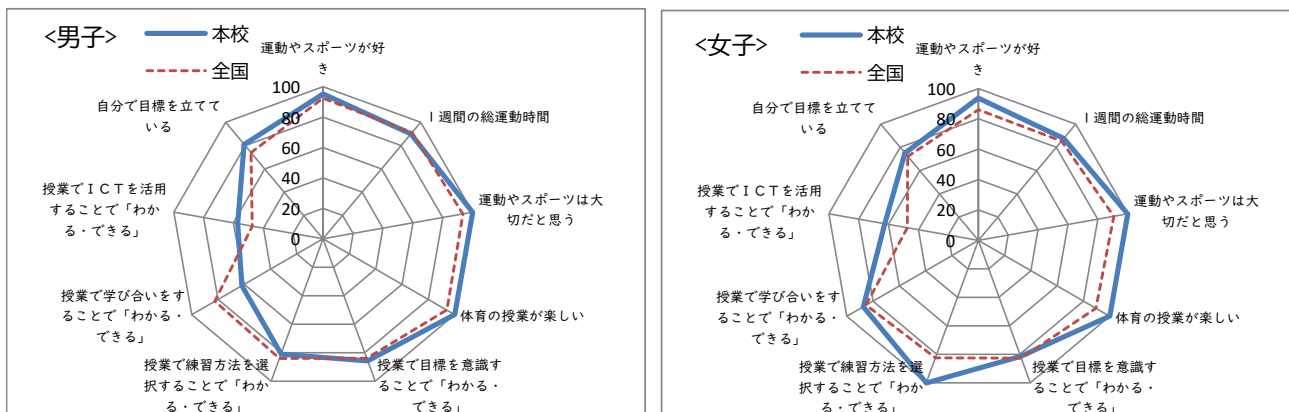 <男子>
本校
全国
運動やスポーツが好
き
1週間の総運動時間
運動やスポーツは大
切だと思う
体育の授業が楽しい
授業で目標を意識す
ることで「わかる・
できる」
授業で練習方法を選
択することで「わか
る・できる」
授業で学び合いをす
ることで「わかる・
できる」
授業でＩＣＴを活用
することで「わか
る・できる」
自分で目標を立てて
いる
100
80
60
40
20
0
<女子>
本校
全国
運動やスポーツが好
き
1週間の総運動時間
運動やスポーツは大
切だと思う
体育の授業が楽しい
授業で目標を意識す
ることで「わかる・
できる」
授業で練習方法を選
択することで「わか
る・できる」
授業で学び合いをす
ることで「わかる・
できる」
授業でＩＣＴを活用
することで「わか
る・できる」
自分で目標を立てて
いる
100
80
60
40
20
0